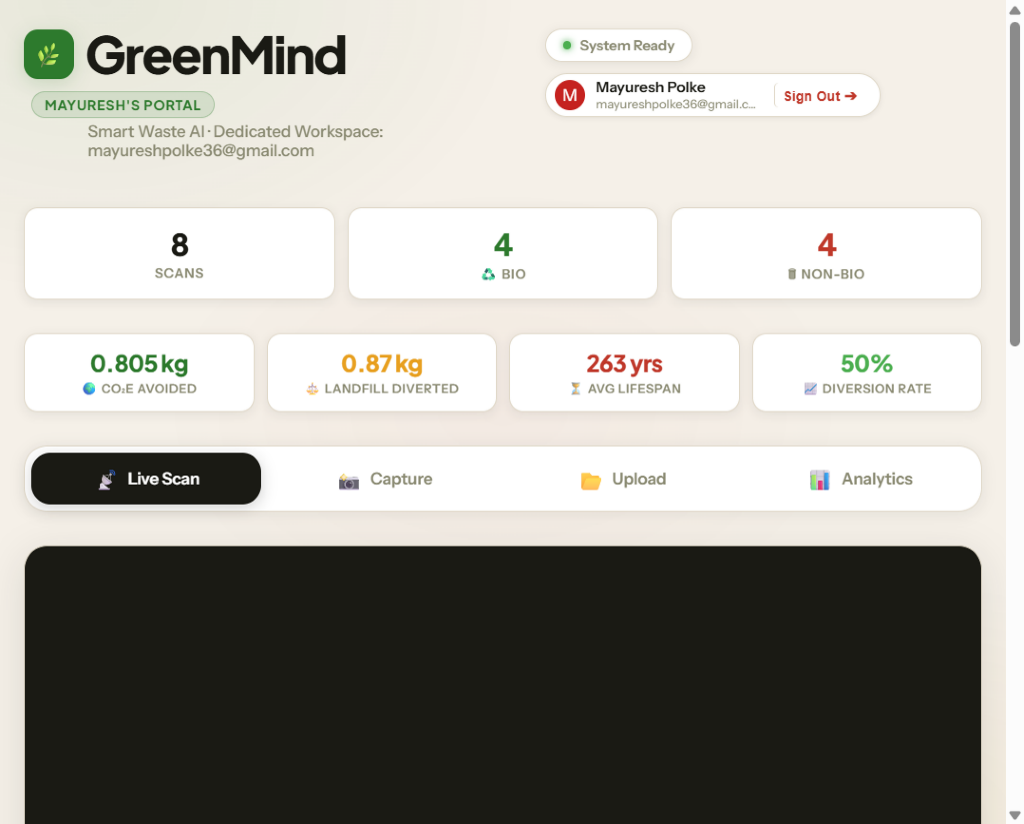 GreenMind
MAYURESH'S PORTAL
Smart Waste AI · Dedicated Workspace:
mayureshpolke36@gmail.com
System Ready
M
Mayuresh Polke
mayureshpolke36@gmail.c...
Sign Out ➔
8
SCANS
4
BIO
4
NON-BIO
0.805 kg
CO₂E AVOIDED
0.87 kg
LANDFILL DIVERTED
263 yrs
AVG LIFESPAN
50%
DIVERSION RATE
Live Scan
Capture
Upload
Analytics